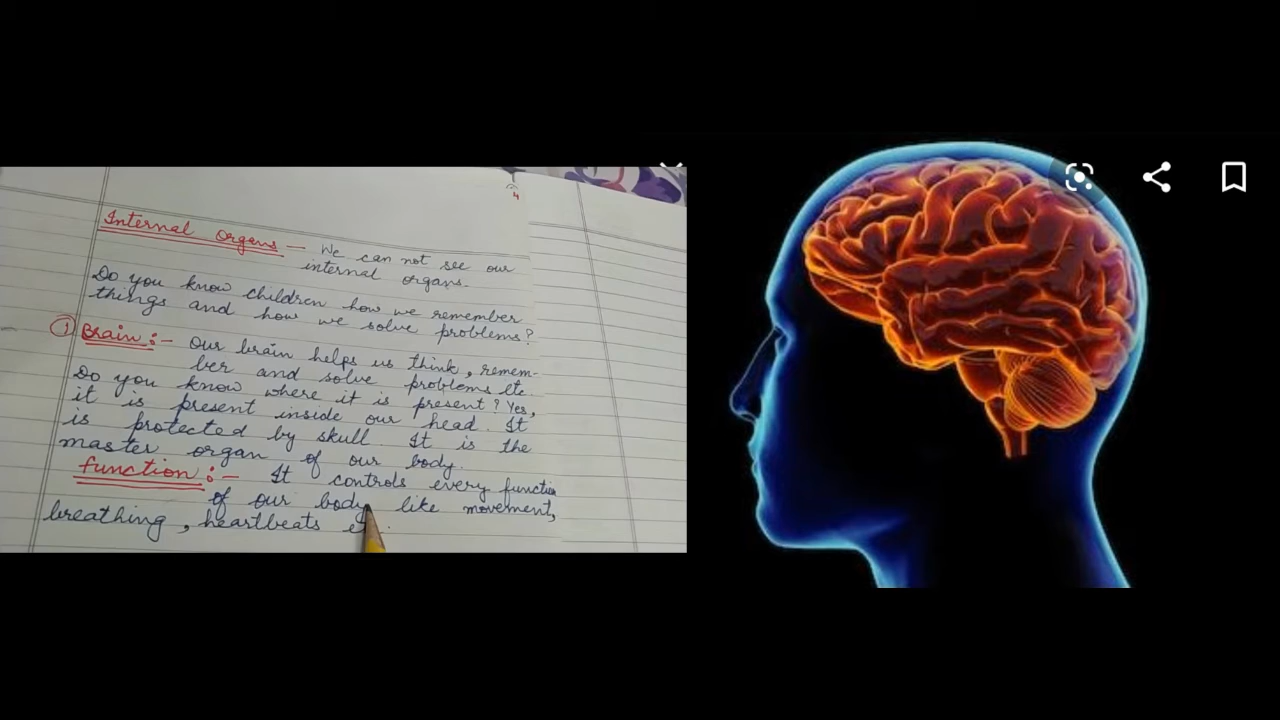 4
Internal Organs — We can not see our
internal organs.
Do you know children how we remember
things and how we solve problems?
① Brain :- Our brain helps us think, remem-
ber and solve problems etc.
Do you know where it is present? Yes,
it is present inside our head. It
is protected by skull. It is the
master organ of our body.
function :- It controls every function
of our body like movement,
breathing, heartbeats